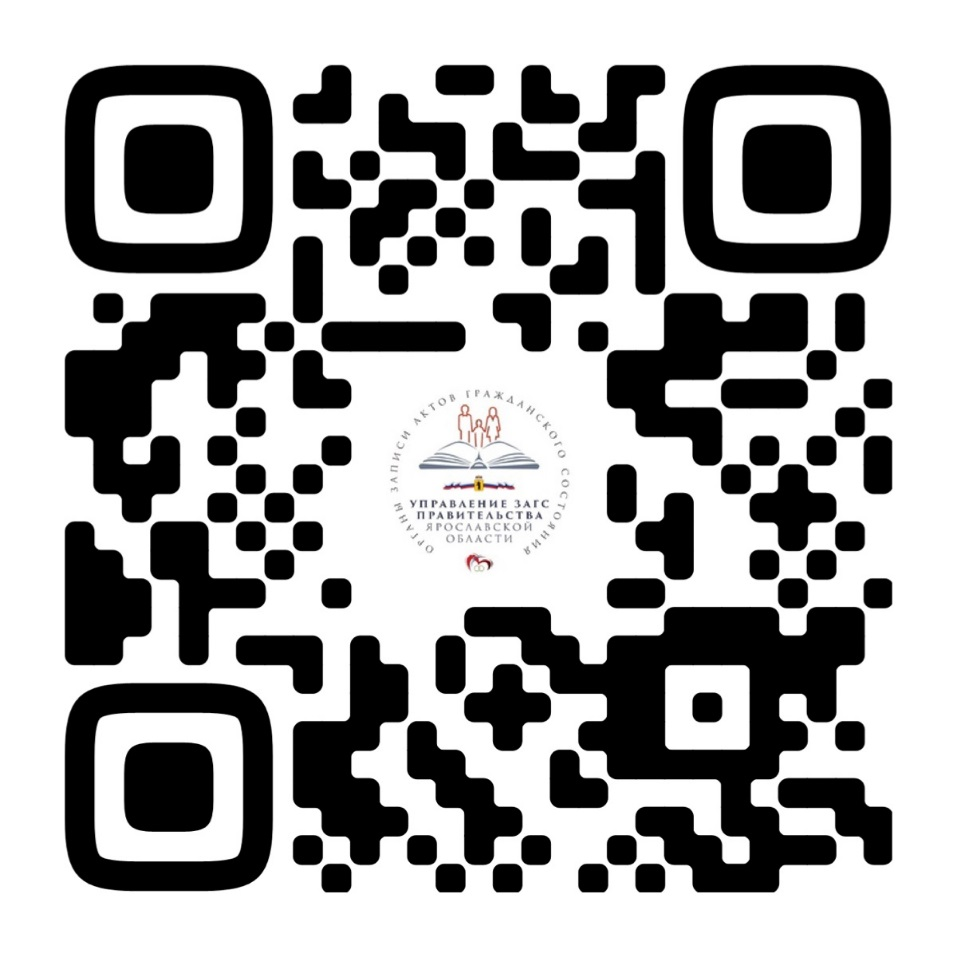 ОРГАНЫ ЗАПИСИ АКТОВ ГРАЖДАНСКОГО СОСТОЯНИЯ
УПРАВЛЕНИЕ ЗАГС
ПРАВИТЕЛЬСТВА
ЯРОСЛАВСКОЙ
ОБЛАСТИ